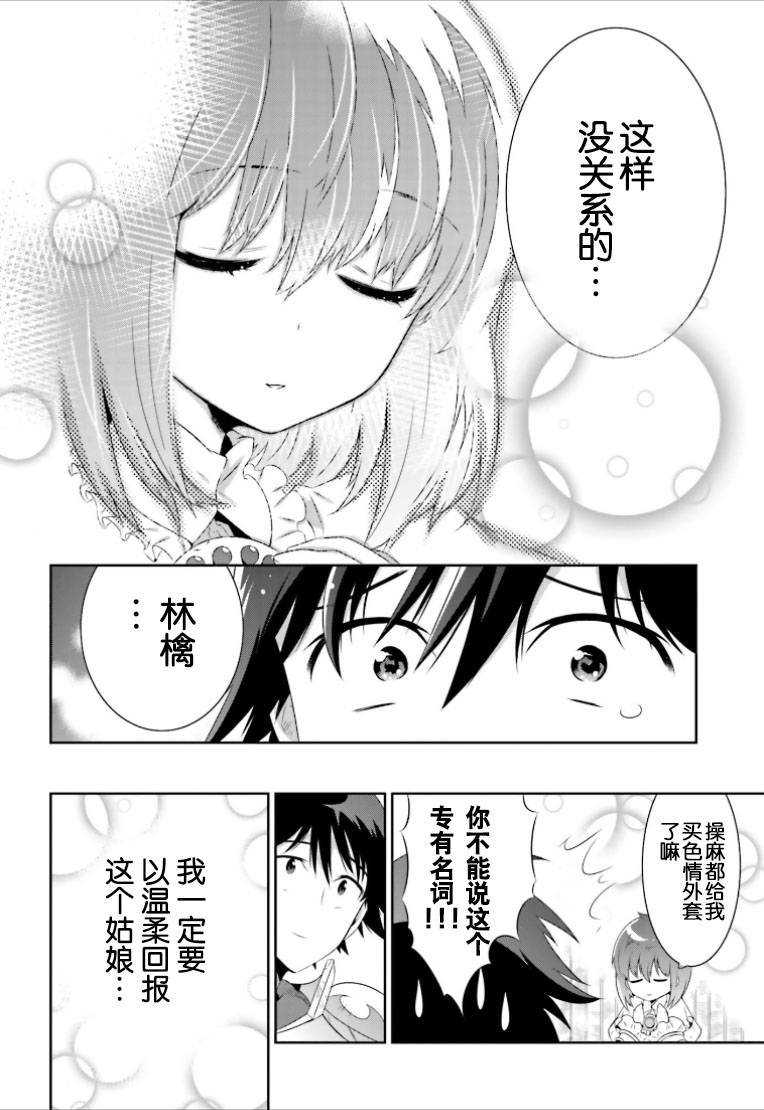 这样
没关系的…
林檎
…
操麻都给我
买色情外套
了嘛
你不能说这个
专有名词!!!
我一定要
以温柔回报
这个姑娘…